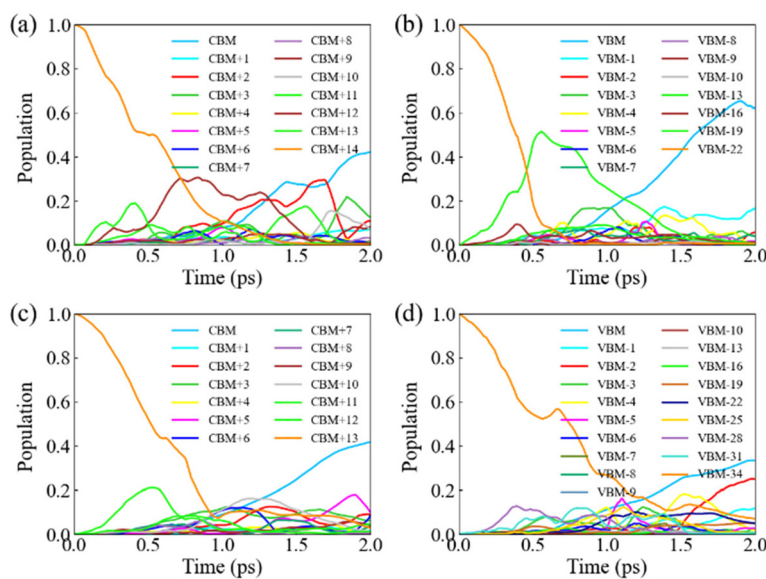 (a)
Population
1.0
0.8
0.6
0.4
0.2
0.0
CBM
CBM+1
CBM+2
CBM+3
CBM+4
CBM+5
CBM+6
CBM+7
CBM+8
CBM+9
CBM+10
CBM+11
CBM+12
CBM+13
CBM+14
0.0 0.5 1.0 1.5 2.0
Time (ps)
(b)
Population
1.0
0.8
0.6
0.4
0.2
0.0
VBM
VBM-1
VBM-2
VBM-3
VBM-4
VBM-5
VBM-6
VBM-7
VBM-8
VBM-9
VBM-10
VBM-13
VBM-16
VBM-19
VBM-22
0.0 0.5 1.0 1.5 2.0
Time (ps)
(c)
Population
1.0
0.8
0.6
0.4
0.2
0.0
CBM
CBM+1
CBM+2
CBM+3
CBM+4
CBM+5
CBM+6
CBM+7
CBM+8
CBM+9
CBM+10
CBM+11
CBM+12
CBM+13
0.0 0.5 1.0 1.5 2.0
Time (ps)
(d)
Population
1.0
0.8
0.6
0.4
0.2
0.0
VBM
VBM-1
VBM-2
VBM-3
VBM-4
VBM-5
VBM-6
VBM-7
VBM-8
VBM-9
VBM-10
VBM-13
VBM-16
VBM-19
VBM-22
VBM-25
VBM-28
VBM-31
VBM-34
0.0 0.5 1.0 1.5 2.0
Time (ps)